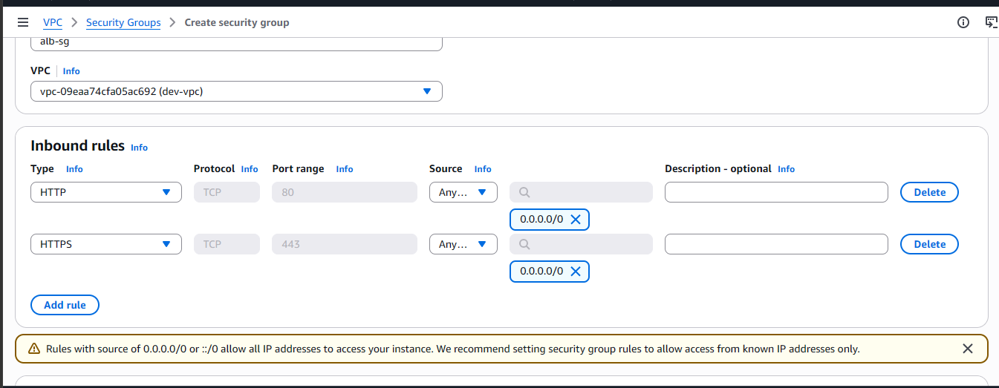 VPC > Security Groups > Create security group
alb-sg
VPC | Info
vpc-09eaa74cfa05ac692 (dev-vpc)
Inbound rules Info
Type Info Protocol Info Port range Info Source Info Description - optional Info
HTTP TCP 80 Any... Delete
0.0.0.0/0
HTTPS TCP 443 Any... Delete
0.0.0.0/0
Add rule
Rules with source of 0.0.0.0/0 or ::/0 allow all IP addresses to access your instance. We recommend setting security group rules to allow access from known IP addresses only.